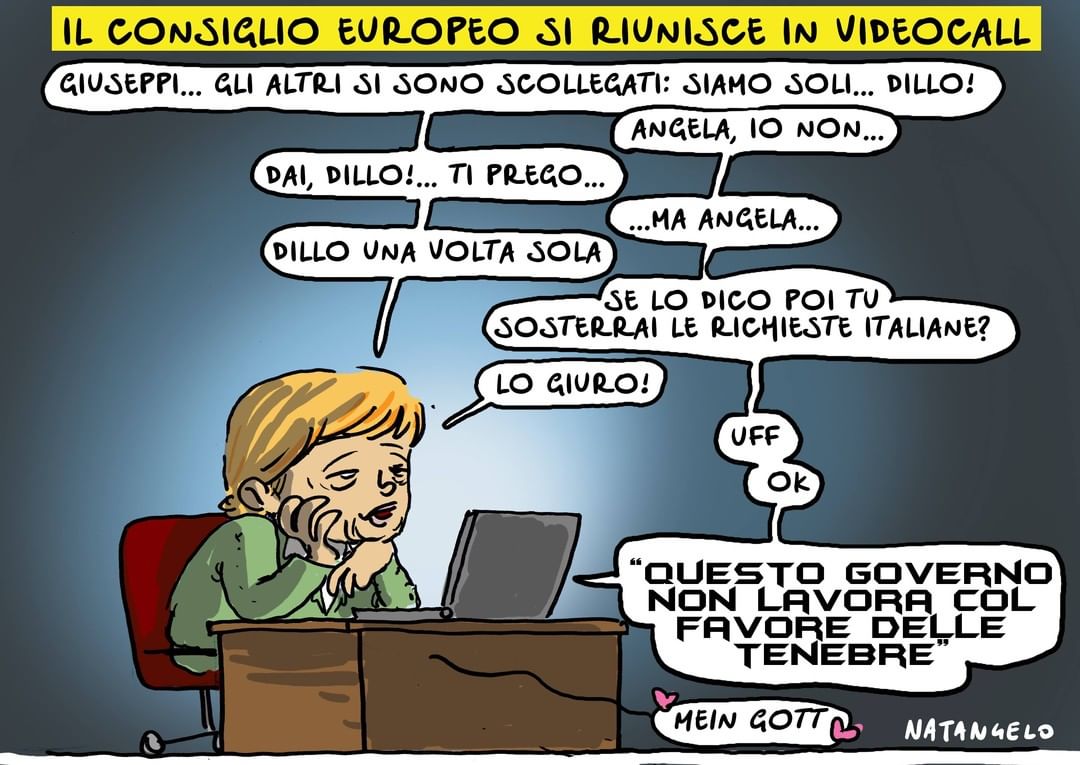 IL CONSIGLIO EUROPEO SI RIUNISCE IN VIDEOCALL
GIUSEPPI... GLI ALTRI SI SONO SCOLLEGATI: SIAMO SOLI... DILLO!
ANGELA, IO NON...
DAI, DILLO!... TI PREGO...
...MA ANGELA...
DILLO UNA VOLTA SOLA
SE LO DICO POI TU
SOSTERRAI LE RICHIESTE ITALIANE?
LO GIURO!
UFF
OK
"QUESTO GOVERNO
NON LAVORA COL
FAVORE DELLE
TENEBRE"
MEIN GOTT
NATANGELO